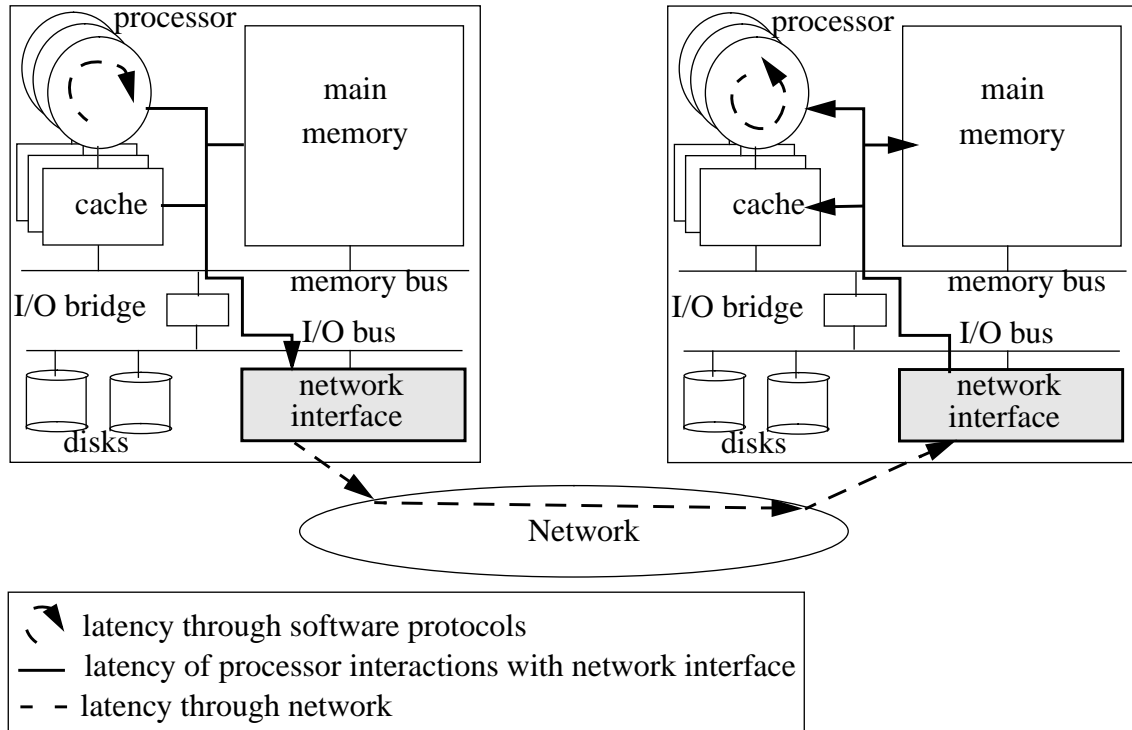 processor
main
memory
cache
memory bus
I/O bridge
I/O bus
network
interface
disks
processor
main
memory
cache
memory bus
I/O bridge
I/O bus
network
interface
disks
Network
latency through software protocols
latency of processor interactions with network interface
latency through network